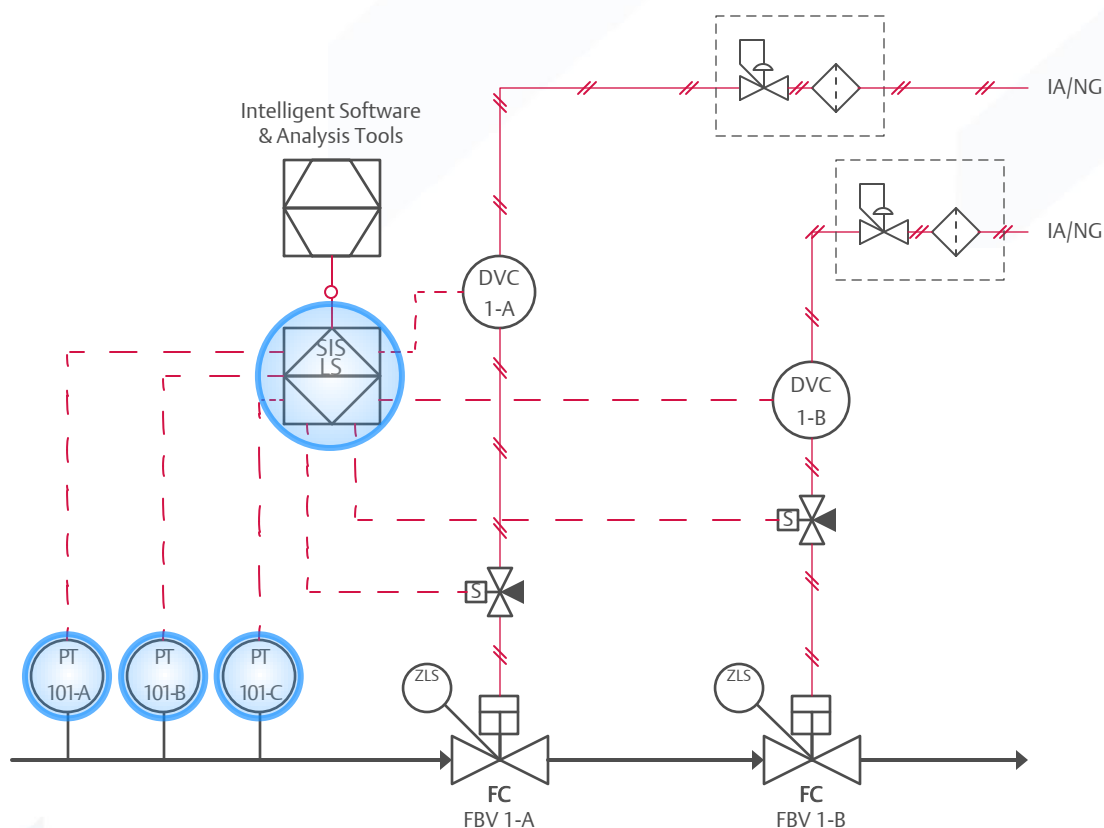 IA/NG
Intelligent Software
& Analysis Tools
IA/NG
DVC
1-A
SIS
LS
DVC
1-B
S
S
PT
101-A
PT
101-B
PT
101-C
ZLS
ZLS
FC
FBV 1-A
FC
FBV 1-B